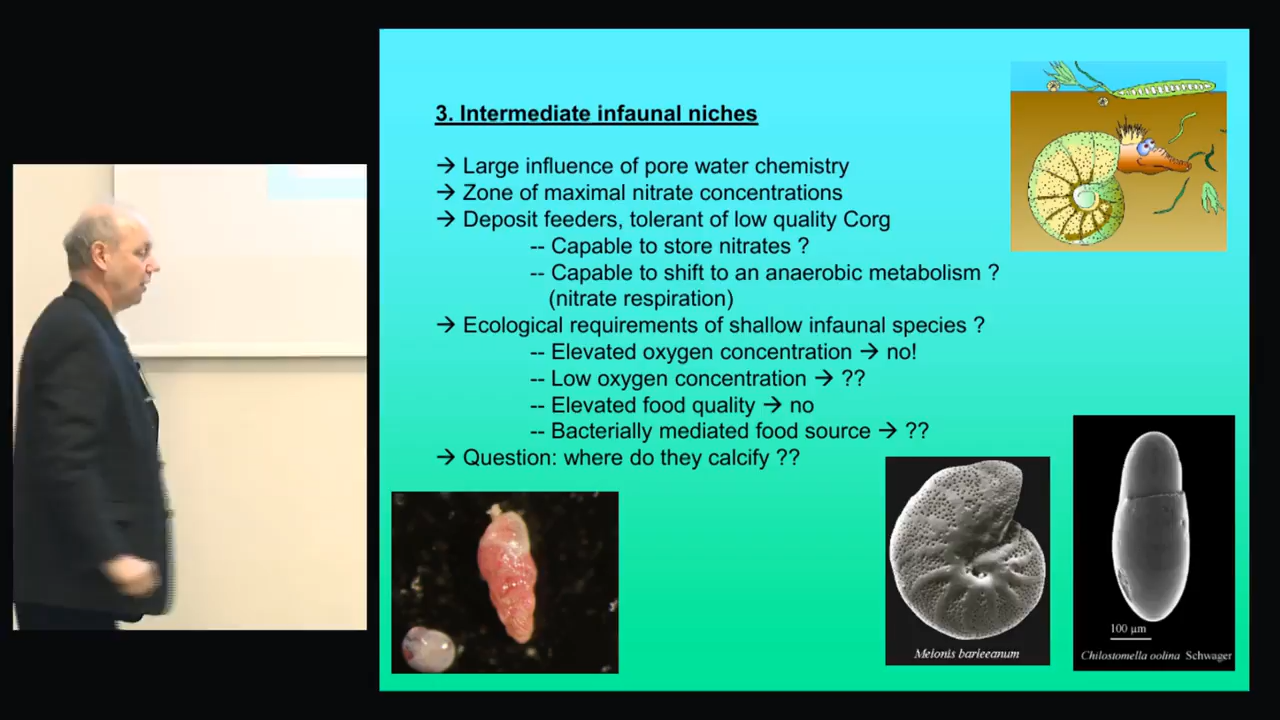 3. Intermediate infaunal niches
→ Large influence of pore water chemistry
→ Zone of maximal nitrate concentrations
→ Deposit feeders, tolerant of low quality Corg
-- Capable to store nitrates ?
-- Capable to shift to an anaerobic metabolism ?
(nitrate respiration)
→ Ecological requirements of shallow infaunal species ?
-- Elevated oxygen concentration → no!
-- Low oxygen concentration → ??
-- Elevated food quality → no
-- Bacterially mediated food source → ??
→ Question: where do they calcify ??
Melonis barleeanum
100 µm
Chilostomella oolina Schwager